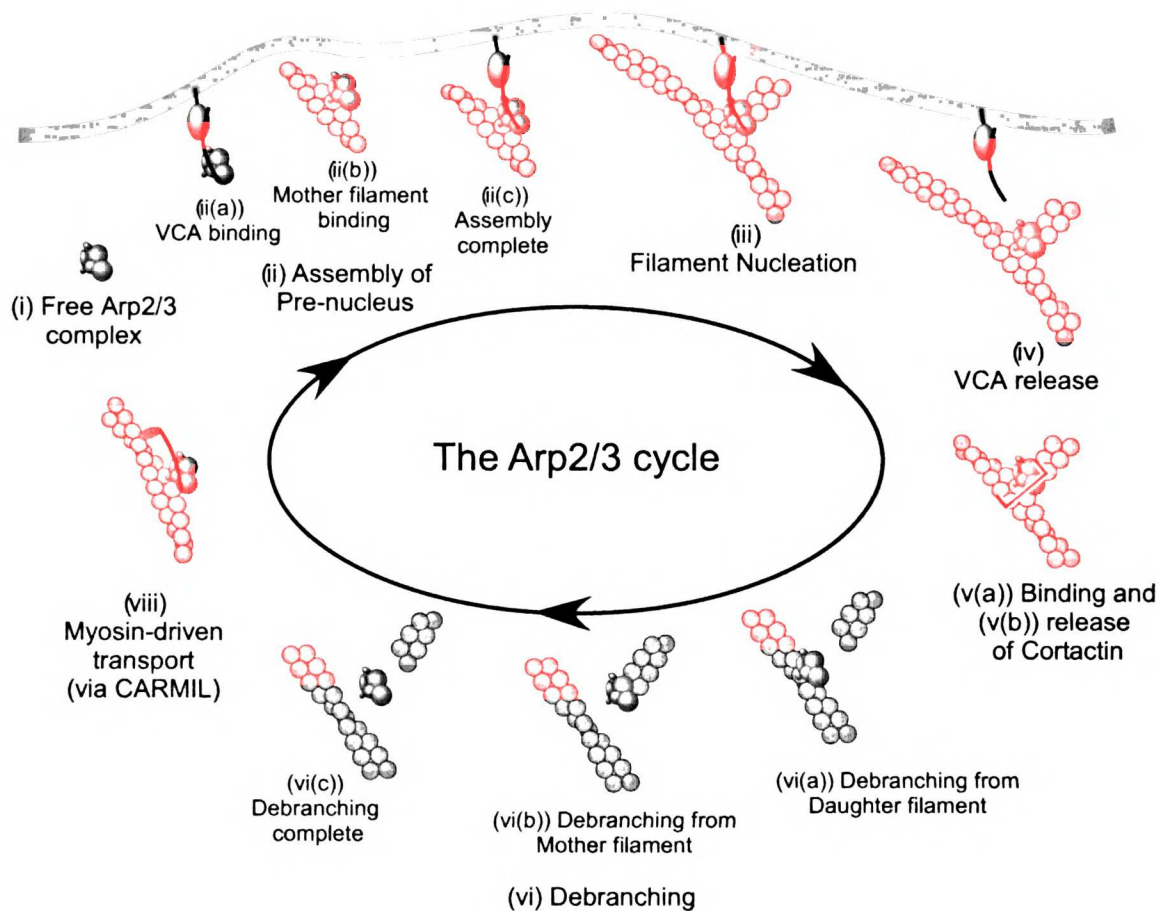 (ii(a))
VCA binding
(ii(b))
Mother filament
binding
(ii(c))
Assembly
complete
(iii)
Filament Nucleation
(i) Free Arp2/3
complex
(ii) Assembly of
Pre-nucleus
(iv)
VCA release
The Arp2/3 cycle
(v(a)) Binding and
(v(b)) release
of Cortactin
(viii)
Myosin-driven
transport
(via CARMIL)
(vi(c))
Debranching
complete
(vi(b)) Debranching from
Mother filament
(vi(a)) Debranching from
Daughter filament
(vi) Debranching